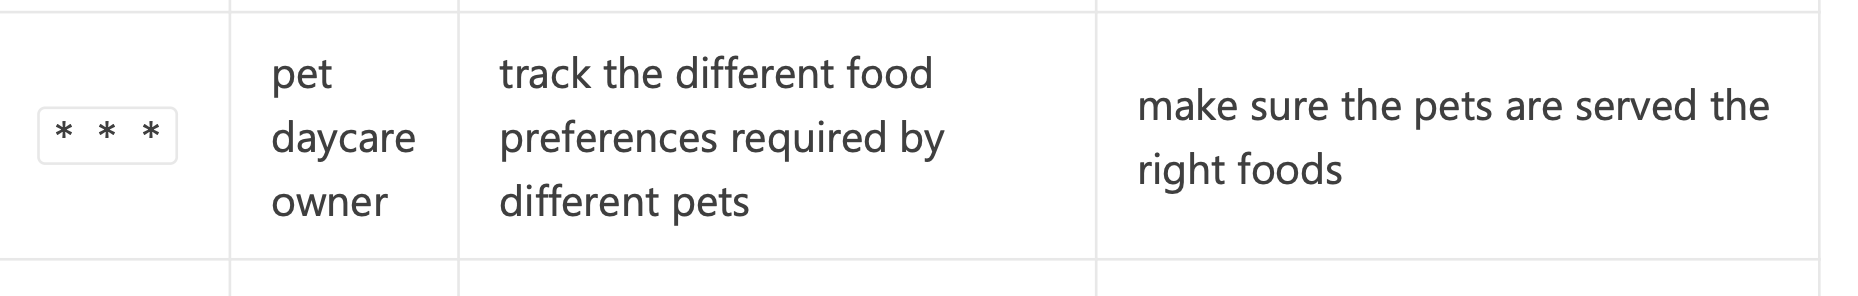 * * *
pet
daycare
owner
track the different food
preferences required by
different pets
make sure the pets are served the
right foods